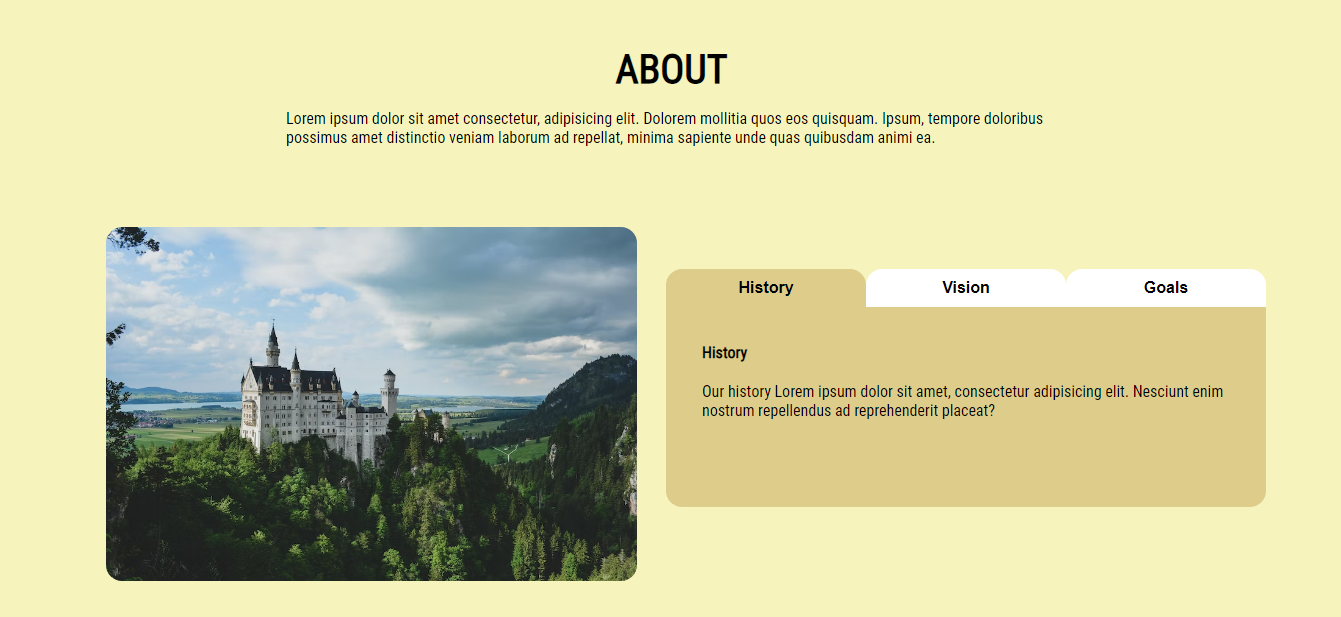 ABOUT
Lorem ipsum dolor sit amet consectetur, adipisicing elit. Dolorem mollitia quos eos quisquam. Ipsum, tempore doloribus
possimus amet distinctio veniam laborum ad repellat, minima sapiente unde quas quibusdam animi ea.
History
Vision
Goals
History
Our history Lorem ipsum dolor sit amet, consectetur adipisicing elit. Nesciunt enim
nostrum repellendus ad reprehenderit placeat?